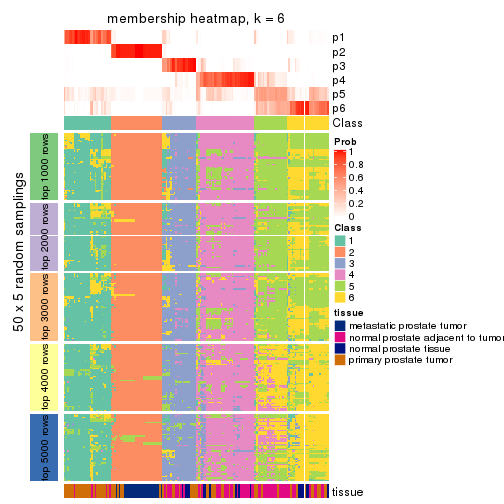 membership heatmap, k = 6
p1
p2
p3
p4
p5
p6
Class
50 x 5 random samplings
top 1000 rows
top 2000 rows
top 3000 rows
top 4000 rows
top 5000 rows
Prob
1
0.8
0.6
0.4
0.2
0
Class
1
2
3
4
5
6
tissue
metastatic prostate tumor
normal prostate adjacent to tumor
normal prostate tissue
primary prostate tumor
tissue